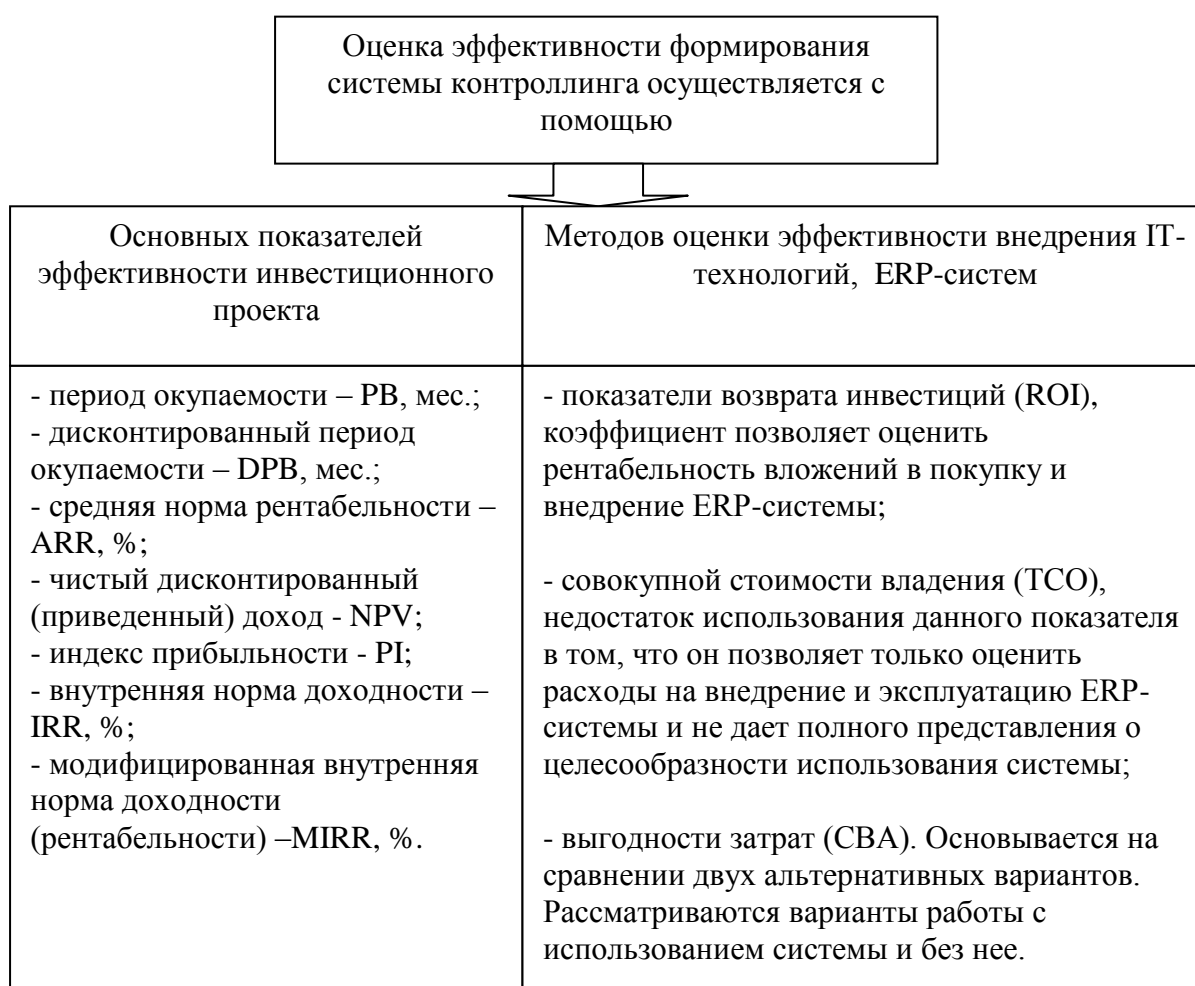 Оценка эффективности формирования
системы контроллинга осуществляется с
помощью
Основных показателей
эффективности инвестиционного
проекта
Методов оценки эффективности внедрения IT-
технологий,  ERP-систем
- период окупаемости – PB, мес.;
- дисконтированный период
окупаемости – DPB, мес.;
- средняя норма рентабельности –
ARR, %;
- чистый дисконтированный
(приведенный) доход - NPV;
- индекс прибыльности - PI;
- внутренняя норма доходности –
IRR, %;
- модифицированная внутренняя
норма доходности
(рентабельности) –MIRR, %.
- показатели возврата инвестиций (ROI),
коэффициент позволяет оценить
рентабельность вложений в покупку и
внедрение ERP-системы;
- совокупной стоимости владения (TCO),
недостаток использования данного показателя
в том, что он позволяет только оценить
расходы на внедрение и эксплуатацию ERP-
системы и не дает полного представления о
целесообразности использования системы;
- выгодности затрат (CBA). Основывается на
сравнении двух альтернативных вариантов.
Рассматриваются варианты работы с
использованием системы и без нее.